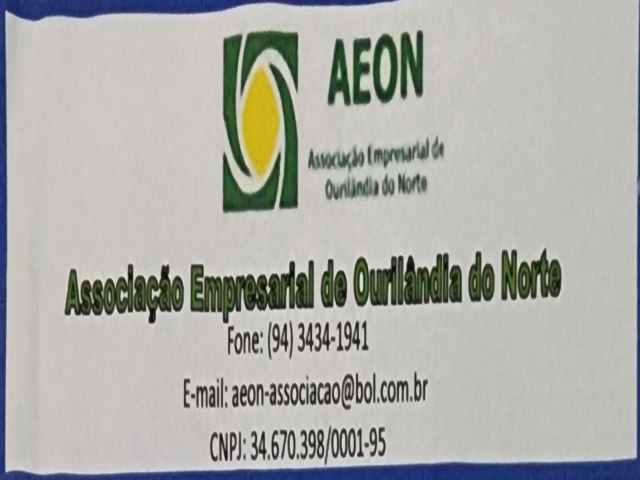 AEON
Associação Empresarial de
Ourilândia do Norte
Associação Empresarial de Ourilândia do Norte
Fone: (94) 3434-1941
E-mail: aeon-associacao@bol.com.br
CNPJ: 34.670.398/0001-95